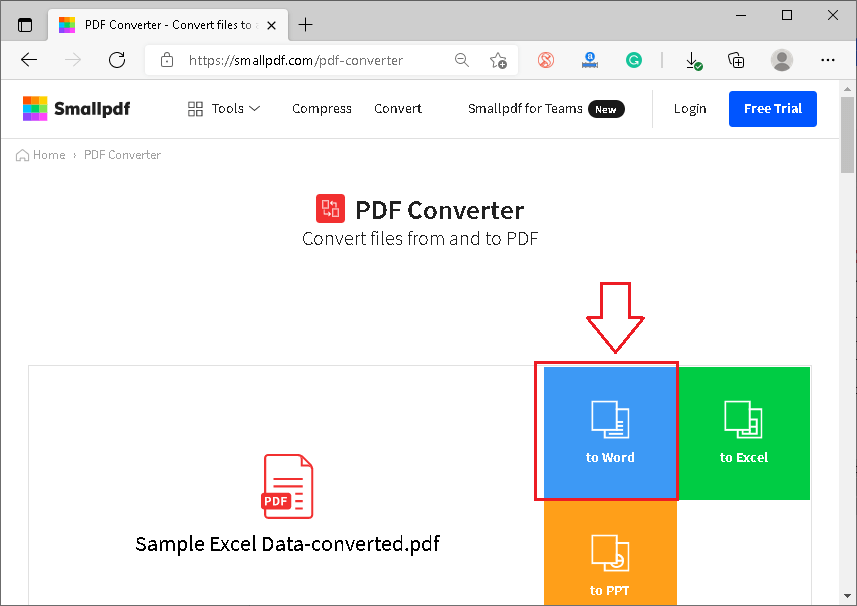 PDF Converter - Convert files to
https://smallpdf.com/pdf-converter
Smallpdf Tools Compress Convert Smallpdf for Teams New Login Free Trial
Home › PDF Converter
PDF Converter
Convert files from and to PDF
to Word to Excel
PDF
Sample Excel Data-converted.pdf
to PPT